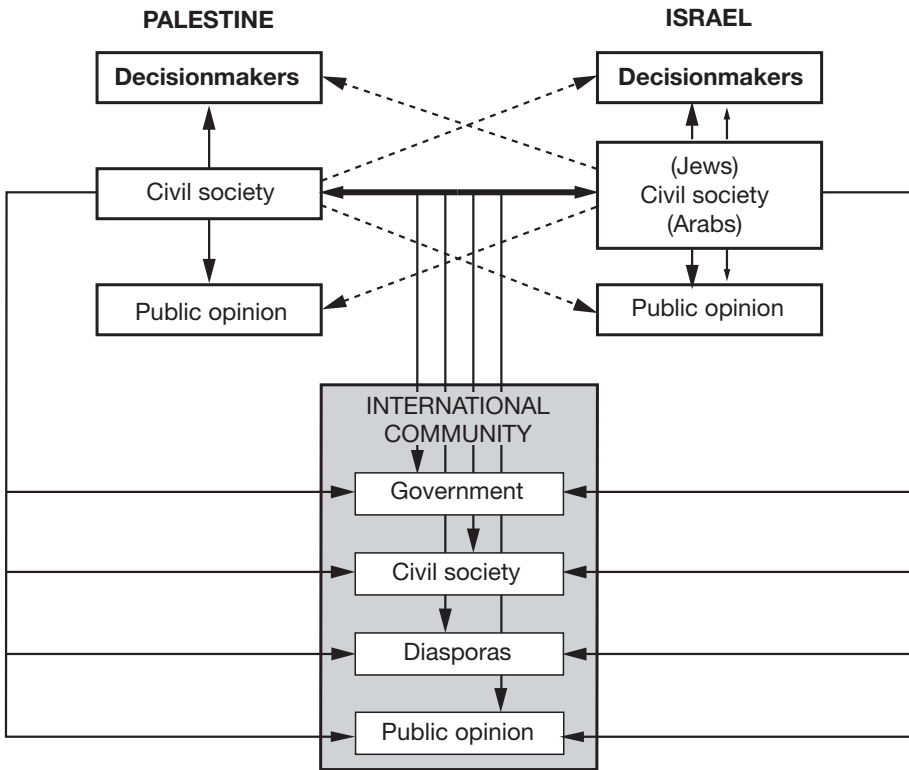 PALESTINE
ISRAEL
Decisionmakers
Decisionmakers
Civil society
(Jews)
Civil society
(Arabs)
Public opinion
Public opinion
INTERNATIONAL
COMMUNITY
Government
Civil society
Diasporas
Public opinion